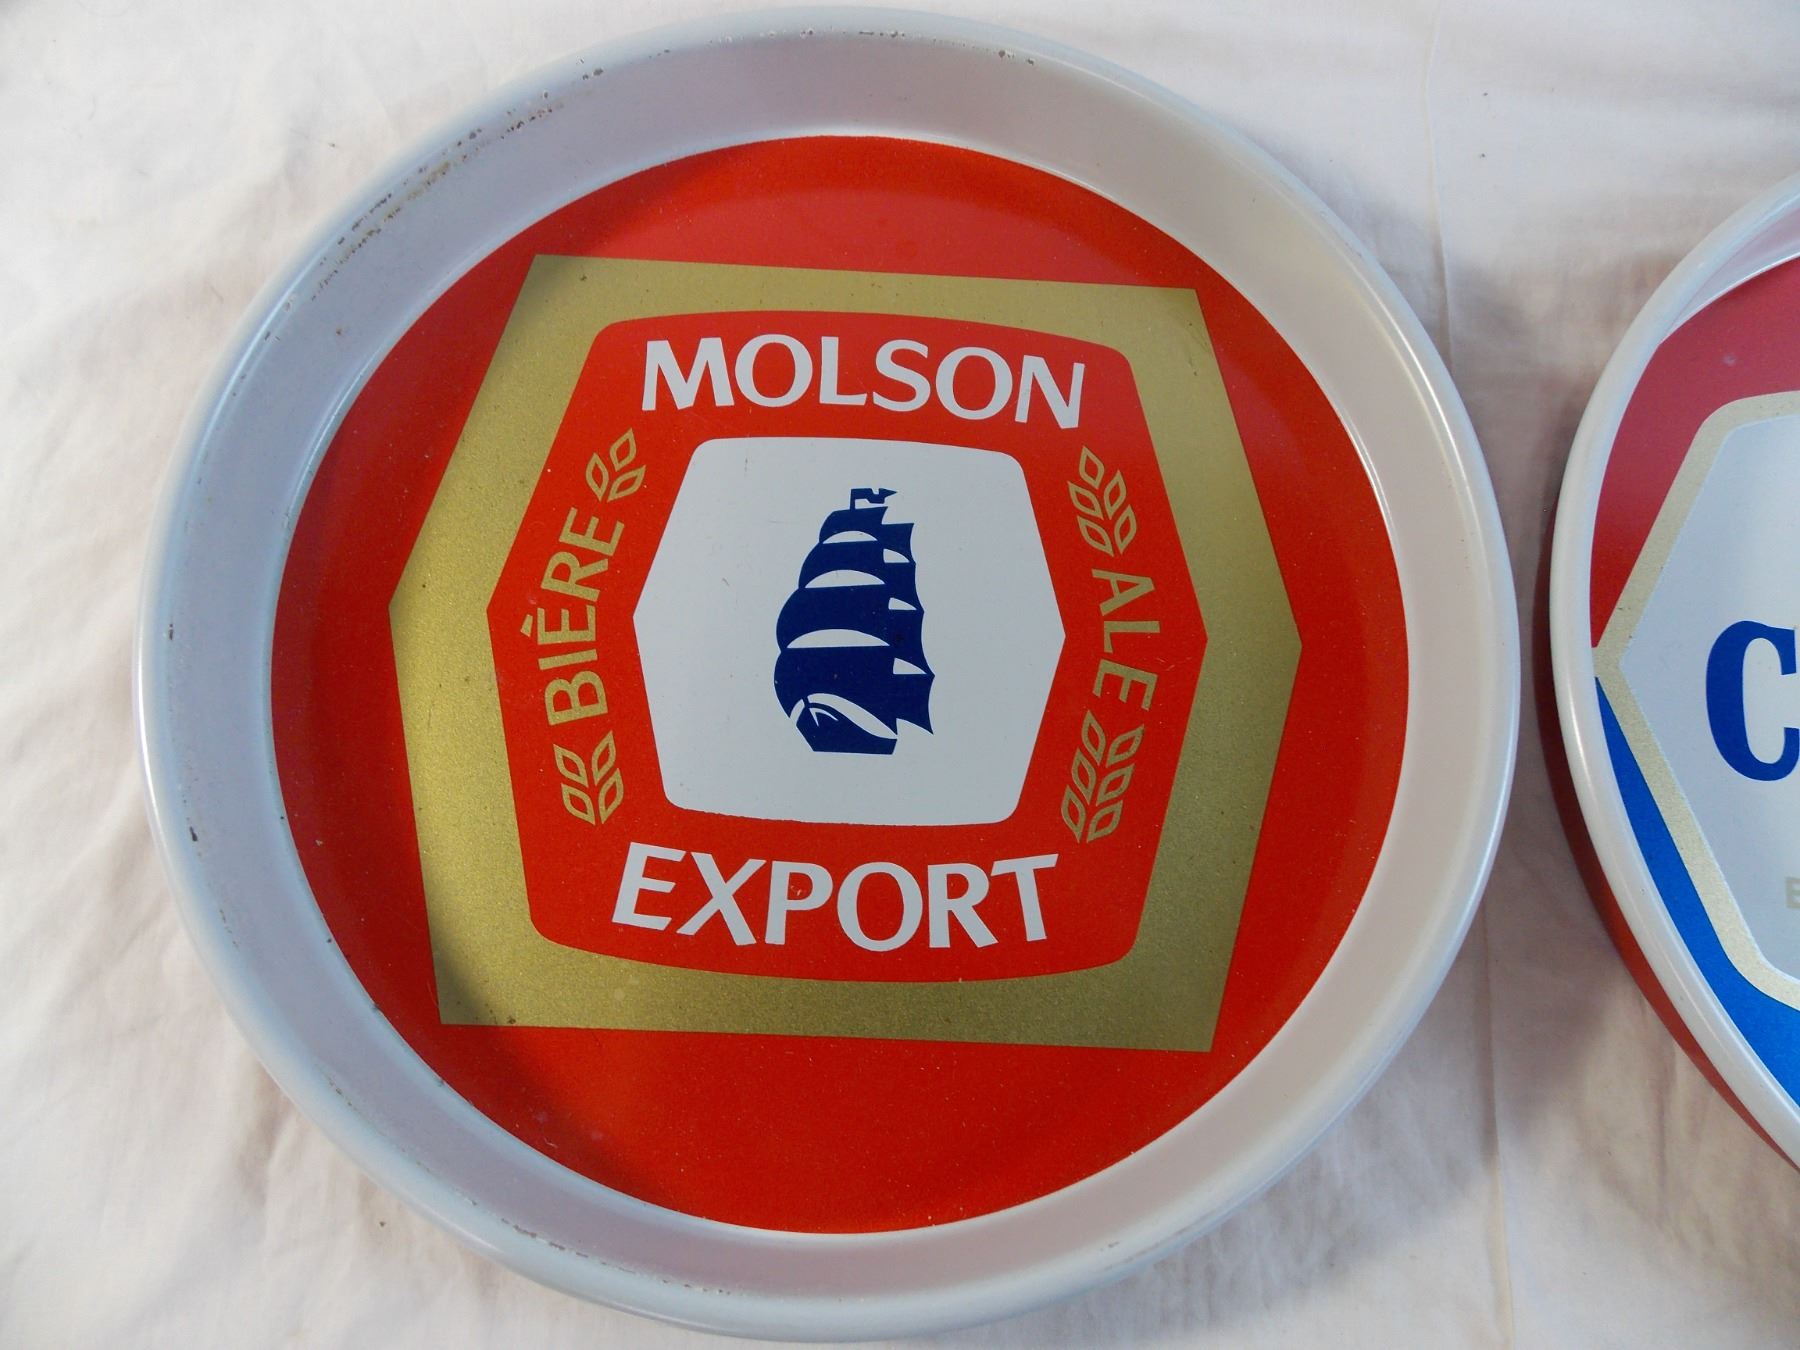 MOLSON
BIÈRE
ALE
EXPORT
C